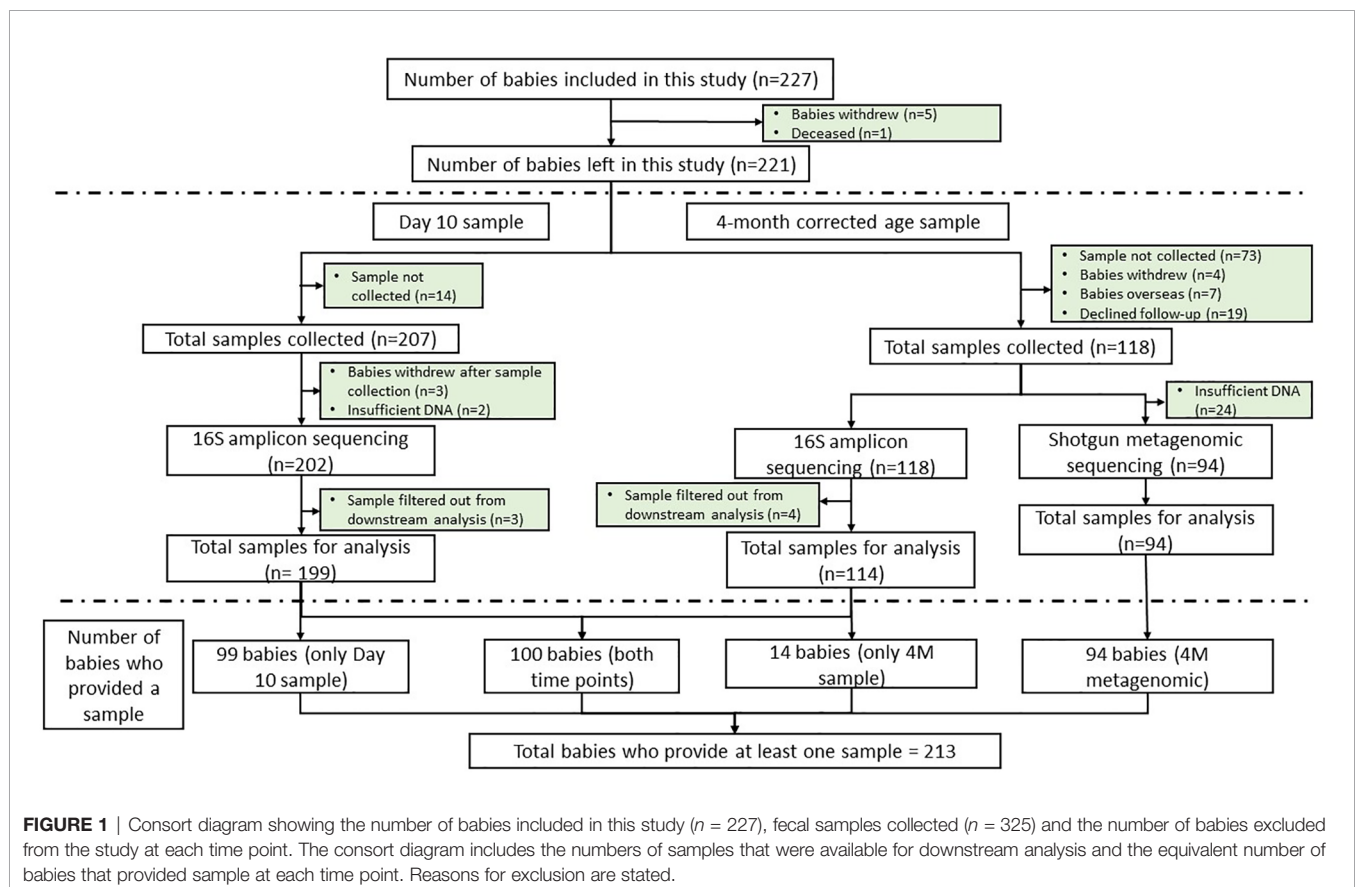 Number of babies included in this study (n=227)
• Babies withdrew (n=5)
• Deceased (n=1)
Number of babies left in this study (n=221)
Day 10 sample
4-month corrected age sample
• Sample not
collected (n=14)
• Sample not collected (n=73)
• Babies withdrew (n=4)
• Babies overseas (n=7)
• Declined follow-up (n=19)
Total samples collected (n=207)
Total samples collected (n=118)
• Babies withdrew after sample
collection (n=3)
• Insufficient DNA (n=2)
• Insufficient DNA
(n=24)
16S amplicon sequencing
(n=202)
16S amplicon
sequencing (n=118)
Shotgun metagenomic
sequencing (n=94)
• Sample filtered out from
downstream analysis (n=3)
• Sample filtered out from
downstream analysis (n=4)
Total samples for analysis
(n= 199)
Total samples for analysis
(n=114)
Total samples for analysis
(n=94)
Number of
babies who
provided a
sample
99 babies (only Day
10 sample)
100 babies (both
time points)
14 babies (only 4M
sample)
94 babies (4M
metagenomic)
Total babies who provide at least one sample = 213
FIGURE 1 | Consort diagram showing the number of babies included in this study (n = 227), fecal samples collected (n = 325) and the number of babies excluded
from the study at each time point. The consort diagram includes the numbers of samples that were available for downstream analysis and the equivalent number of
babies that provided sample at each time point. Reasons for exclusion are stated.